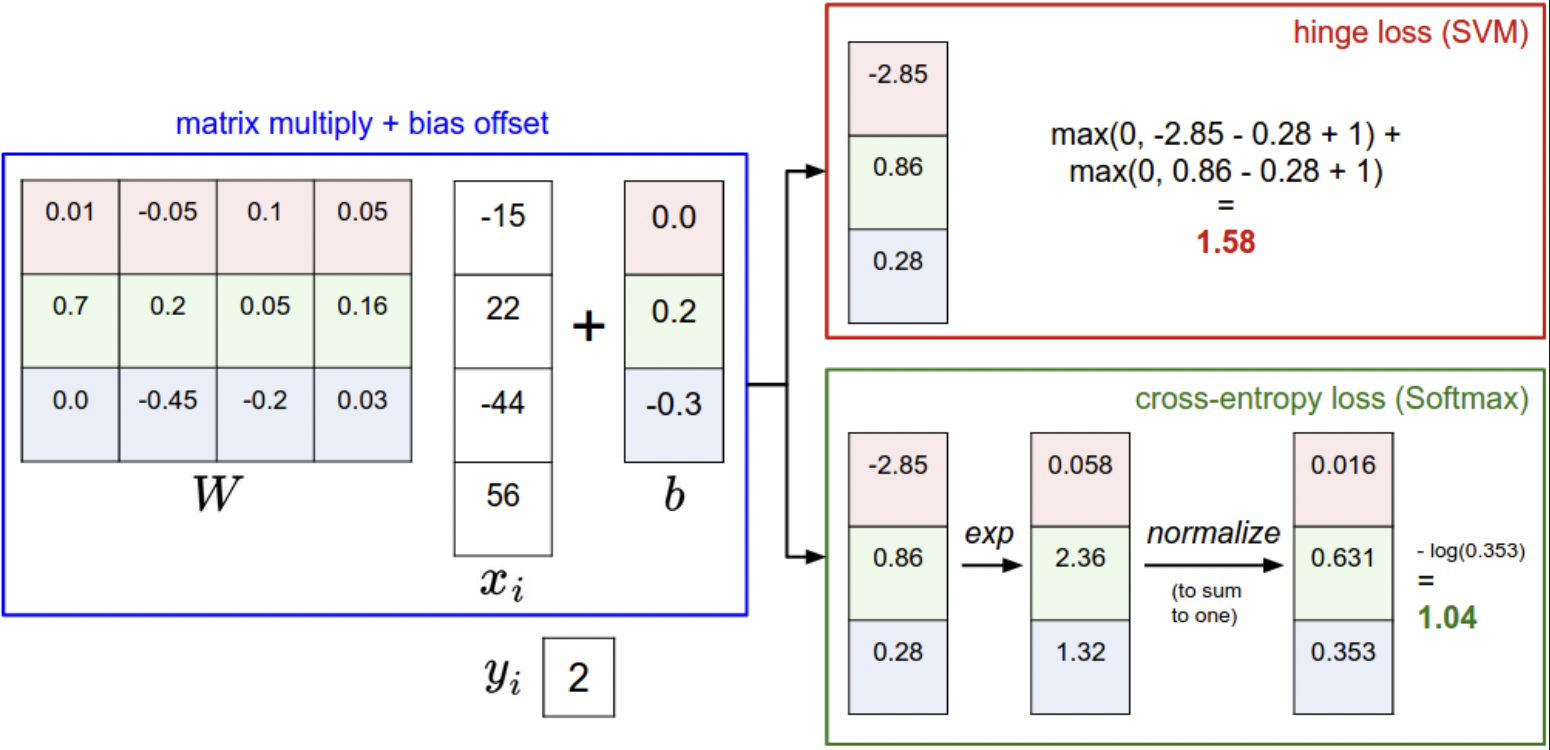 matrix multiply + bias offset
0.01 -0.05 0.1 0.05
0.7 0.2 0.05 0.16
0.0 -0.45 -0.2 0.03
W
-15
22
-44
56
x_i
+
0.0
0.2
-0.3
b
y_i 2
hinge loss (SVM)
-2.85
0.86
0.28
max(0, -2.85 - 0.28 + 1) +
max(0, 0.86 - 0.28 + 1)
=
1.58
cross-entropy loss (Softmax)
-2.85
0.86
0.28
exp
0.058
2.36
1.32
normalize
(to sum
to one)
0.016
0.631
0.353
- log(0.353)
=
1.04